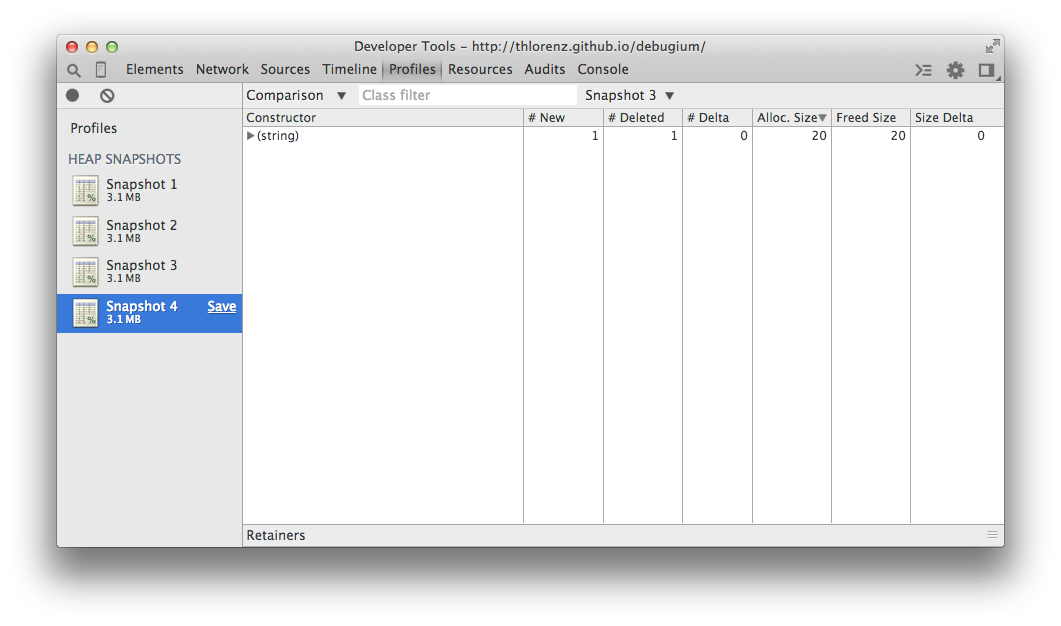 Developer Tools - http://thlorenz.github.io/debugium/
Elements Network Sources Timeline Profiles Resources Audits Console
Comparison ▼ Class filter Snapshot 3 ▼
Profiles
HEAP SNAPSHOTS
Snapshot 1
3.1 MB
Snapshot 2
3.1 MB
Snapshot 3
3.1 MB
Snapshot 4 Save
3.1 MB
Constructor # New # Deleted # Delta Alloc. Size▼ Freed Size Size Delta
▶(string) 1 1 0 20 20 0
Retainers